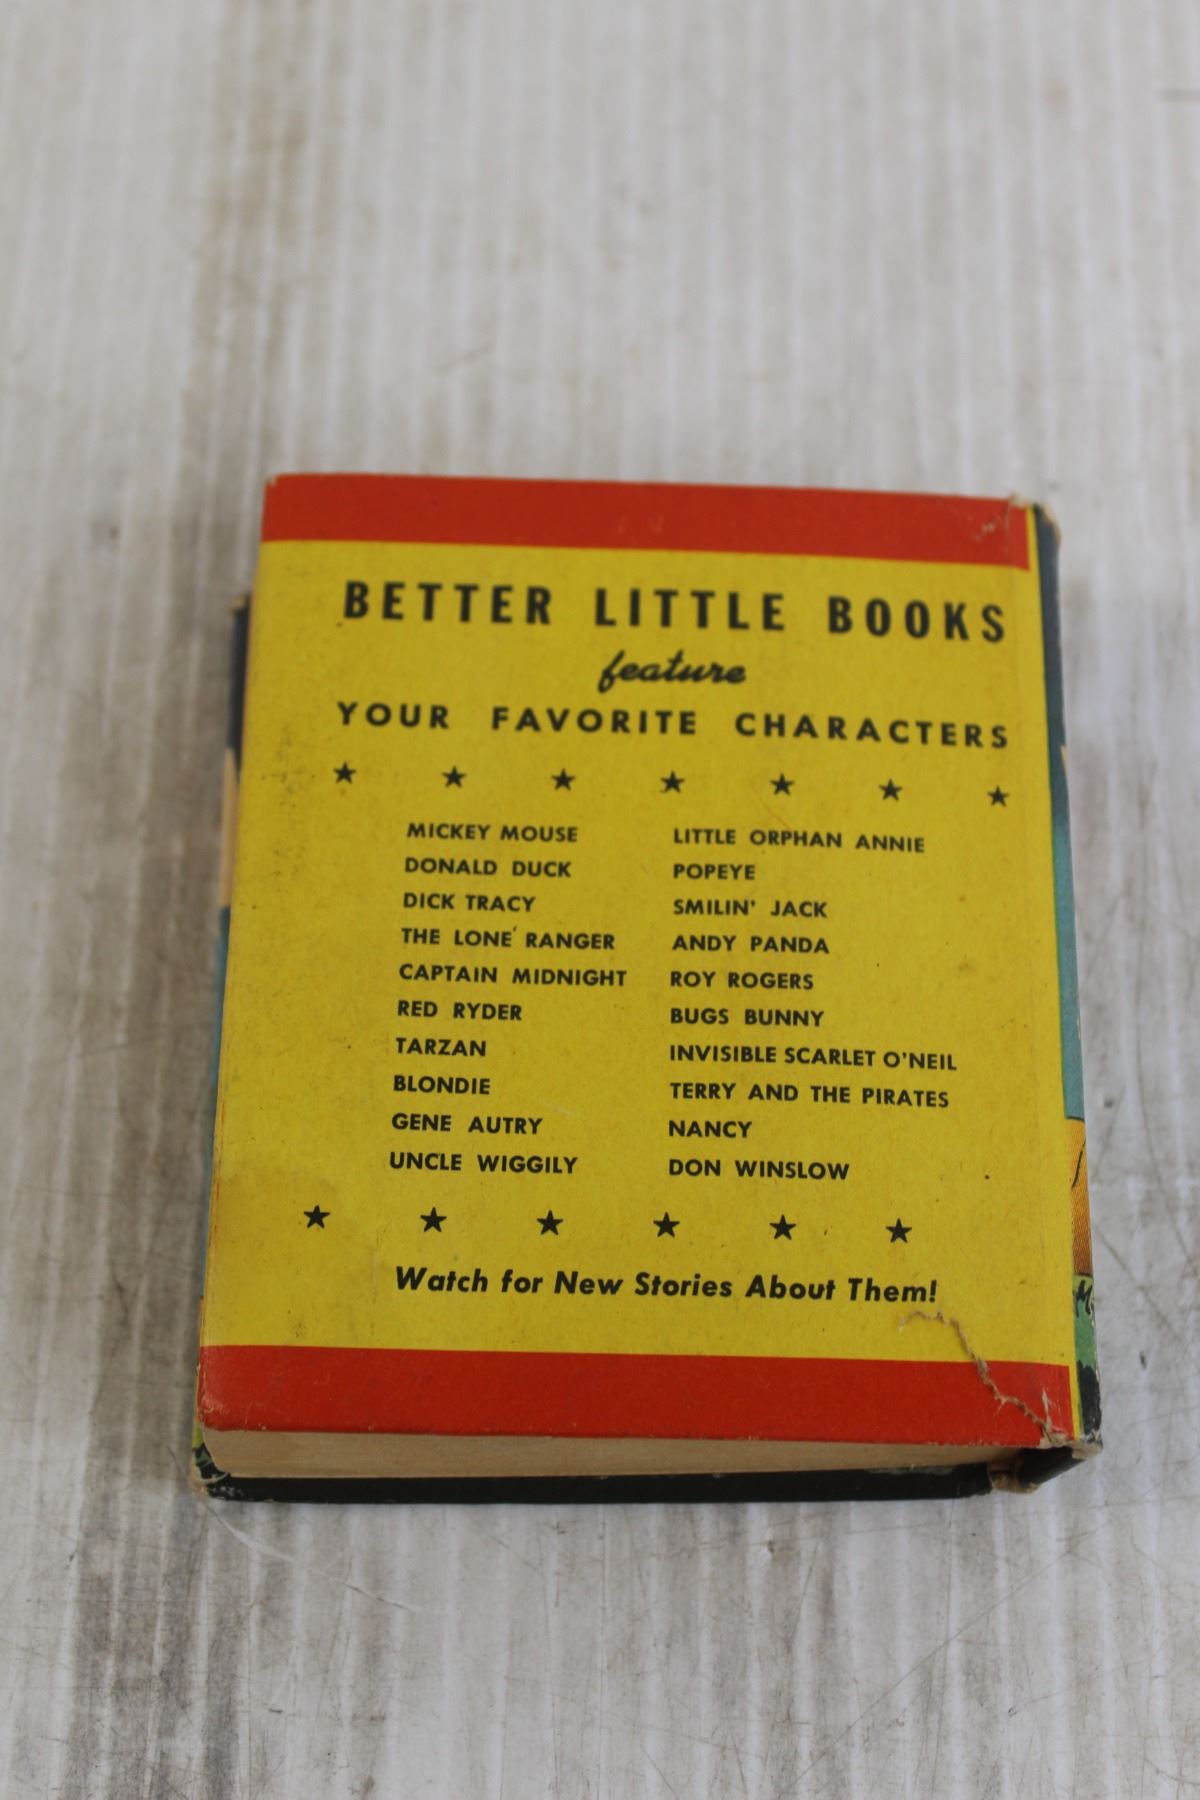 BETTER LITTLE BOOKS
feature
YOUR FAVORITE CHARACTERS
MICKEY MOUSE
DONALD DUCK
DICK TRACY
THE LONE RANGER
CAPTAIN MIDNIGHT
RED RYDER
TARZAN
BLONDIE
GENE AUTRY
UNCLE WIGGILY
LITTLE ORPHAN ANNIE
POPEYE
SMILIN' JACK
ANDY PANDA
ROY ROGERS
BUGS BUNNY
INVISIBLE SCARLET O'NEIL
TERRY AND THE PIRATES
NANCY
DON WINSLOW
Watch for New Stories About Them!